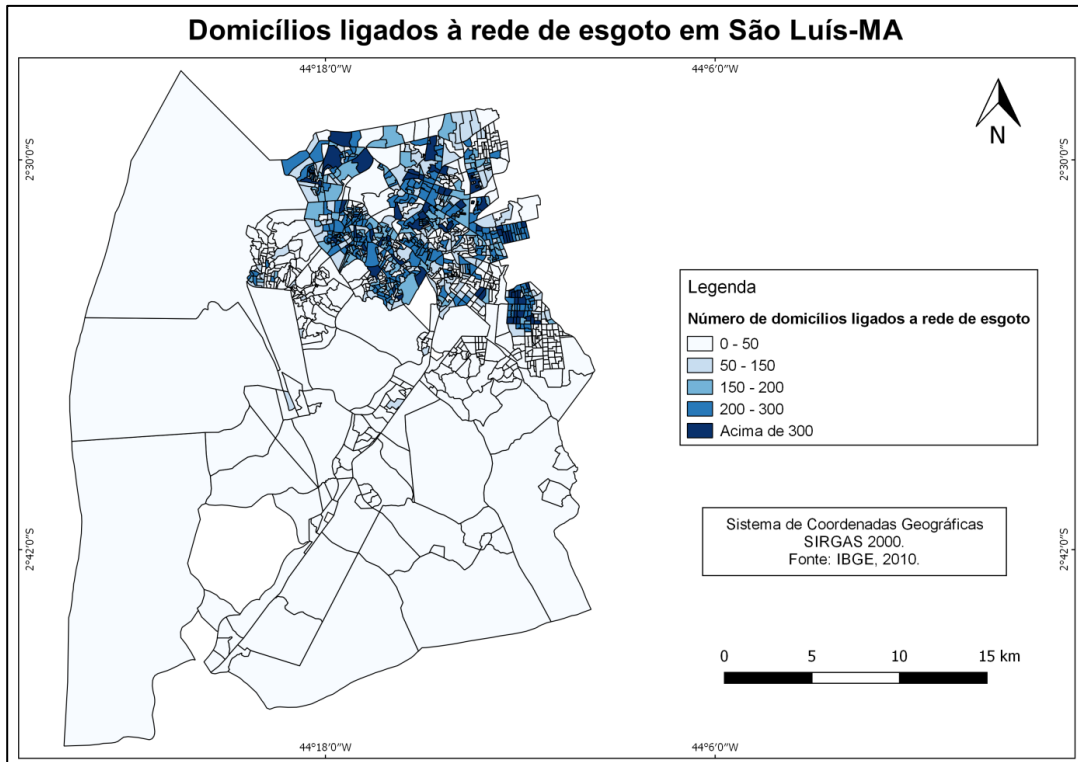 Domicílios ligados à rede de esgoto em São Luís-MA
44°18'0"W
44°6'0"W
2°30'0"S
2°30'0"S
N
Legenda
Número de domicílios ligados a rede de esgoto
0 - 50
50 - 150
150 - 200
200 - 300
Acima de 300
Sistema de Coordenadas Geográficas
SIRGAS 2000.
Fonte: IBGE, 2010.
2°42'0"S
2°42'0"S
0 5 10 15 km
44°18'0"W
44°6'0"W